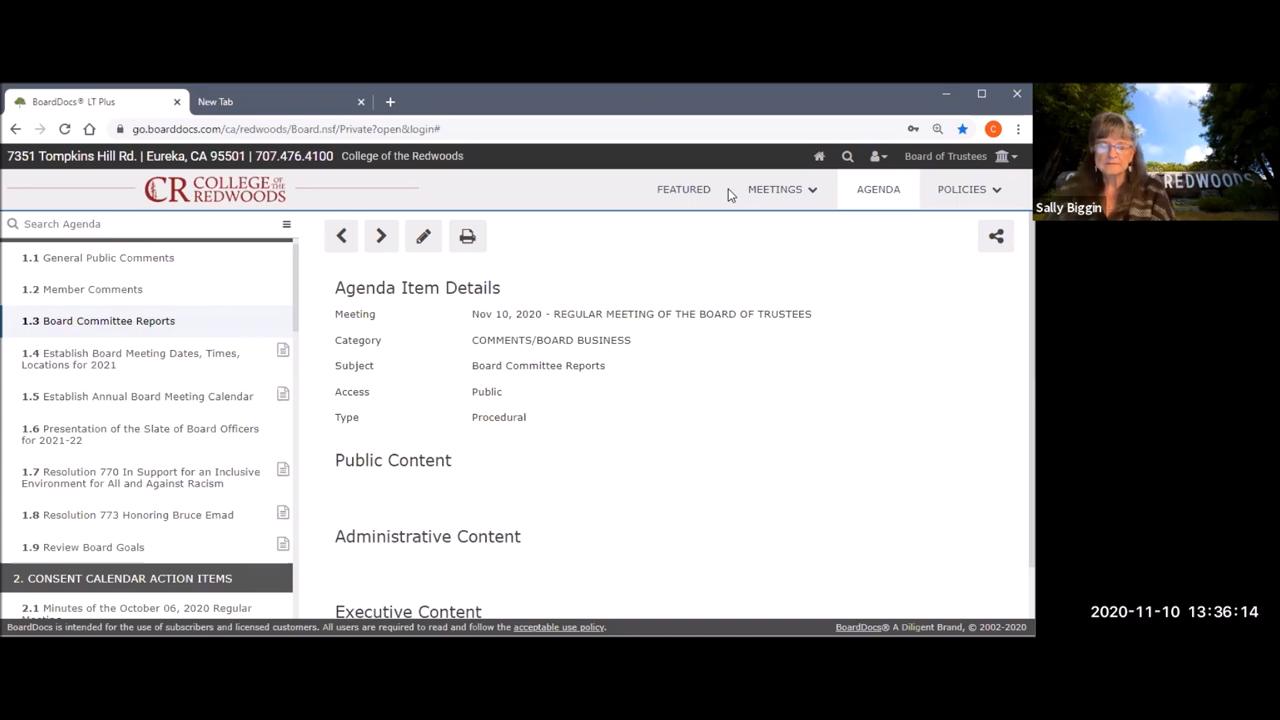 BoardDocs® LT Plus
New Tab
go.boarddocs.com/ca/redwoods/Board.nsf/Private?open&login#
C
7351 Tompkins Hill Rd. | Eureka, CA 95501 | 707.476.4100 College of the Redwoods
Board of Trustees
CR COLLEGE OF THE REDWOODS
FEATURED
MEETINGS
AGENDA
POLICIES
Search Agenda
1.1 General Public Comments
1.2 Member Comments
1.3 Board Committee Reports
1.4 Establish Board Meeting Dates, Times,
Locations for 2021
1.5 Establish Annual Board Meeting Calendar
1.6 Presentation of the Slate of Board Officers
for 2021-22
1.7 Resolution 770 In Support for an Inclusive
Environment for All and Against Racism
1.8 Resolution 773 Honoring Bruce Emad
1.9 Review Board Goals
2. CONSENT CALENDAR ACTION ITEMS
2.1 Minutes of the October 06, 2020 Regular
Agenda Item Details
Meeting Nov 10, 2020 - REGULAR MEETING OF THE BOARD OF TRUSTEES
Category COMMENTS/BOARD BUSINESS
Subject Board Committee Reports
Access Public
Type Procedural
Public Content
Administrative Content
Executive Content
BoardDocs is intended for the use of subscribers and licensed customers. All users are required to read and follow the acceptable use policy.
BoardDocs® A Diligent Brand, © 2002-2020
REDWOODS
Sally Biggin
2020-11-10 13:36:14